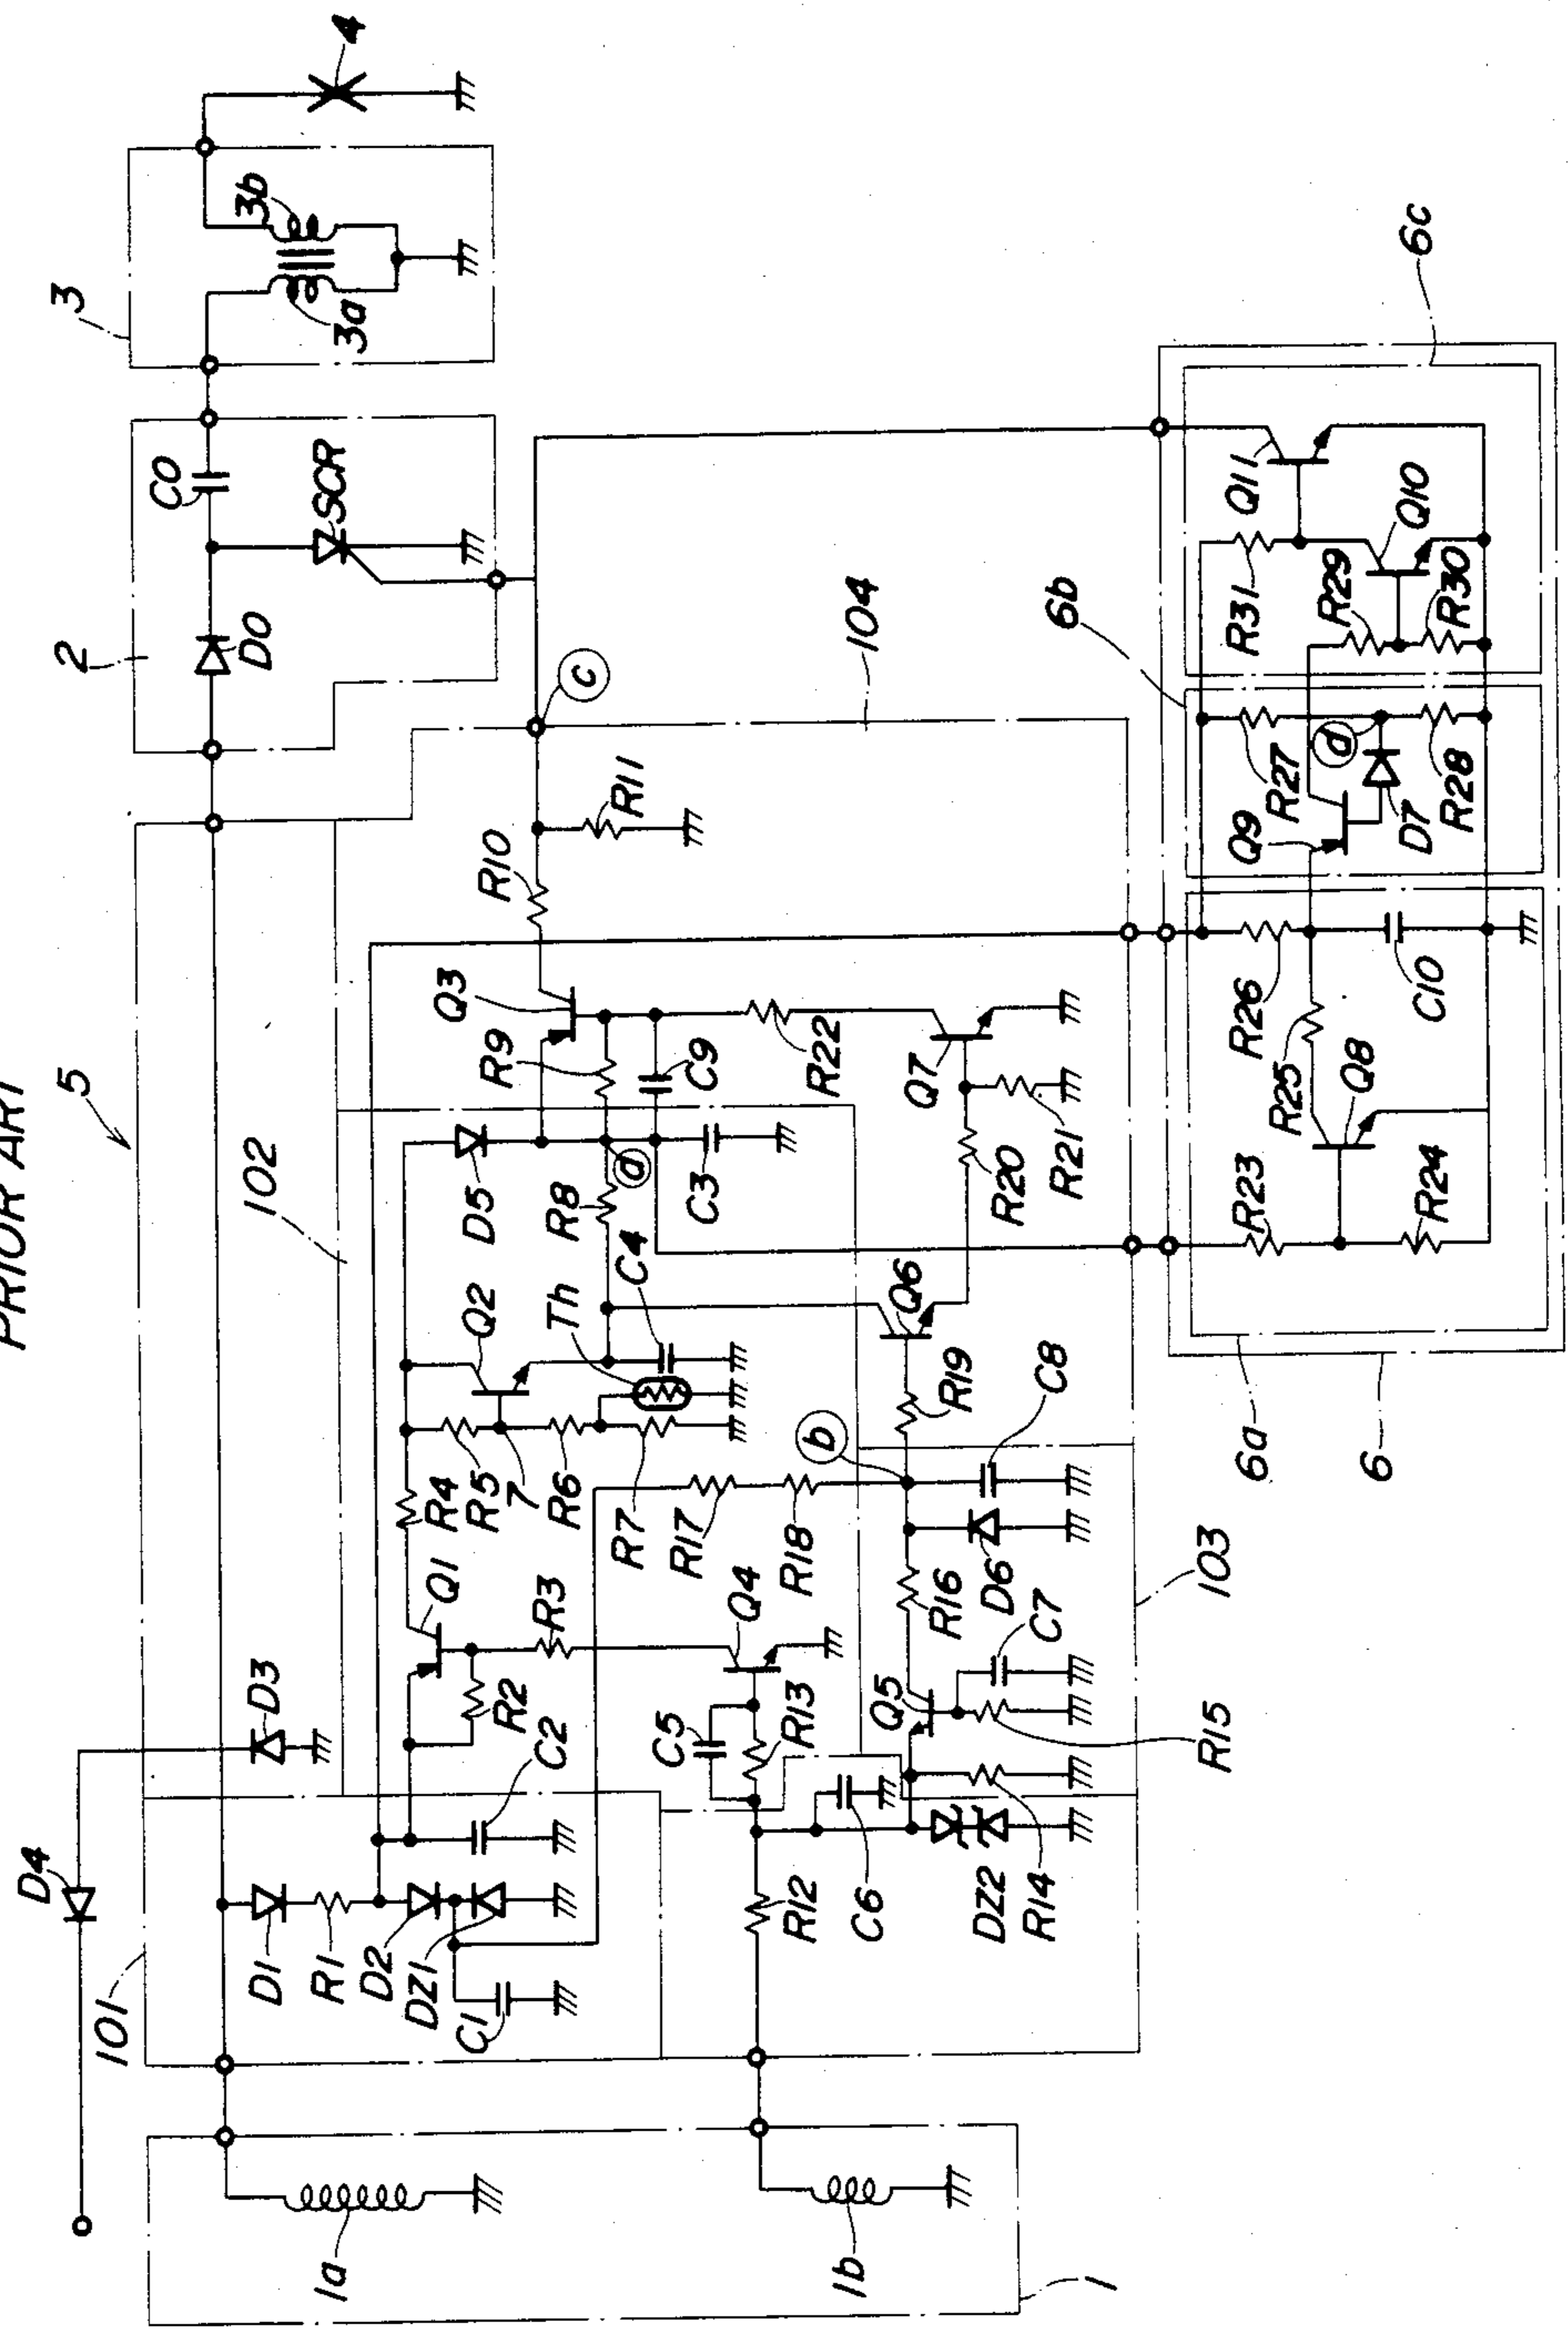 PRIOR ART
5
D4
101
D3
102
2
3
4
D1
R1
D2
DZ1
C1
C2
R2
Q1
R3
R4
R5
7
R6
R7
Q2
Th
C4
D5
R8
a
C3
R9
C9
Q3
R10
R11
c
D0
C0
SCR
3a
3b
1a
1b
1
R12
C6
C5
R13
Q4
DZ2
R14
R15
Q5
C7
R16
D6
R17
R18
b
C8
R19
Q6
R20
R21
Q7
R22
103
104
6a
6
6b
6c
R23
R24
Q8
R25
R26
C10
Q9
D7
R27
d
R28
R29
R30
R31
Q10
Q11